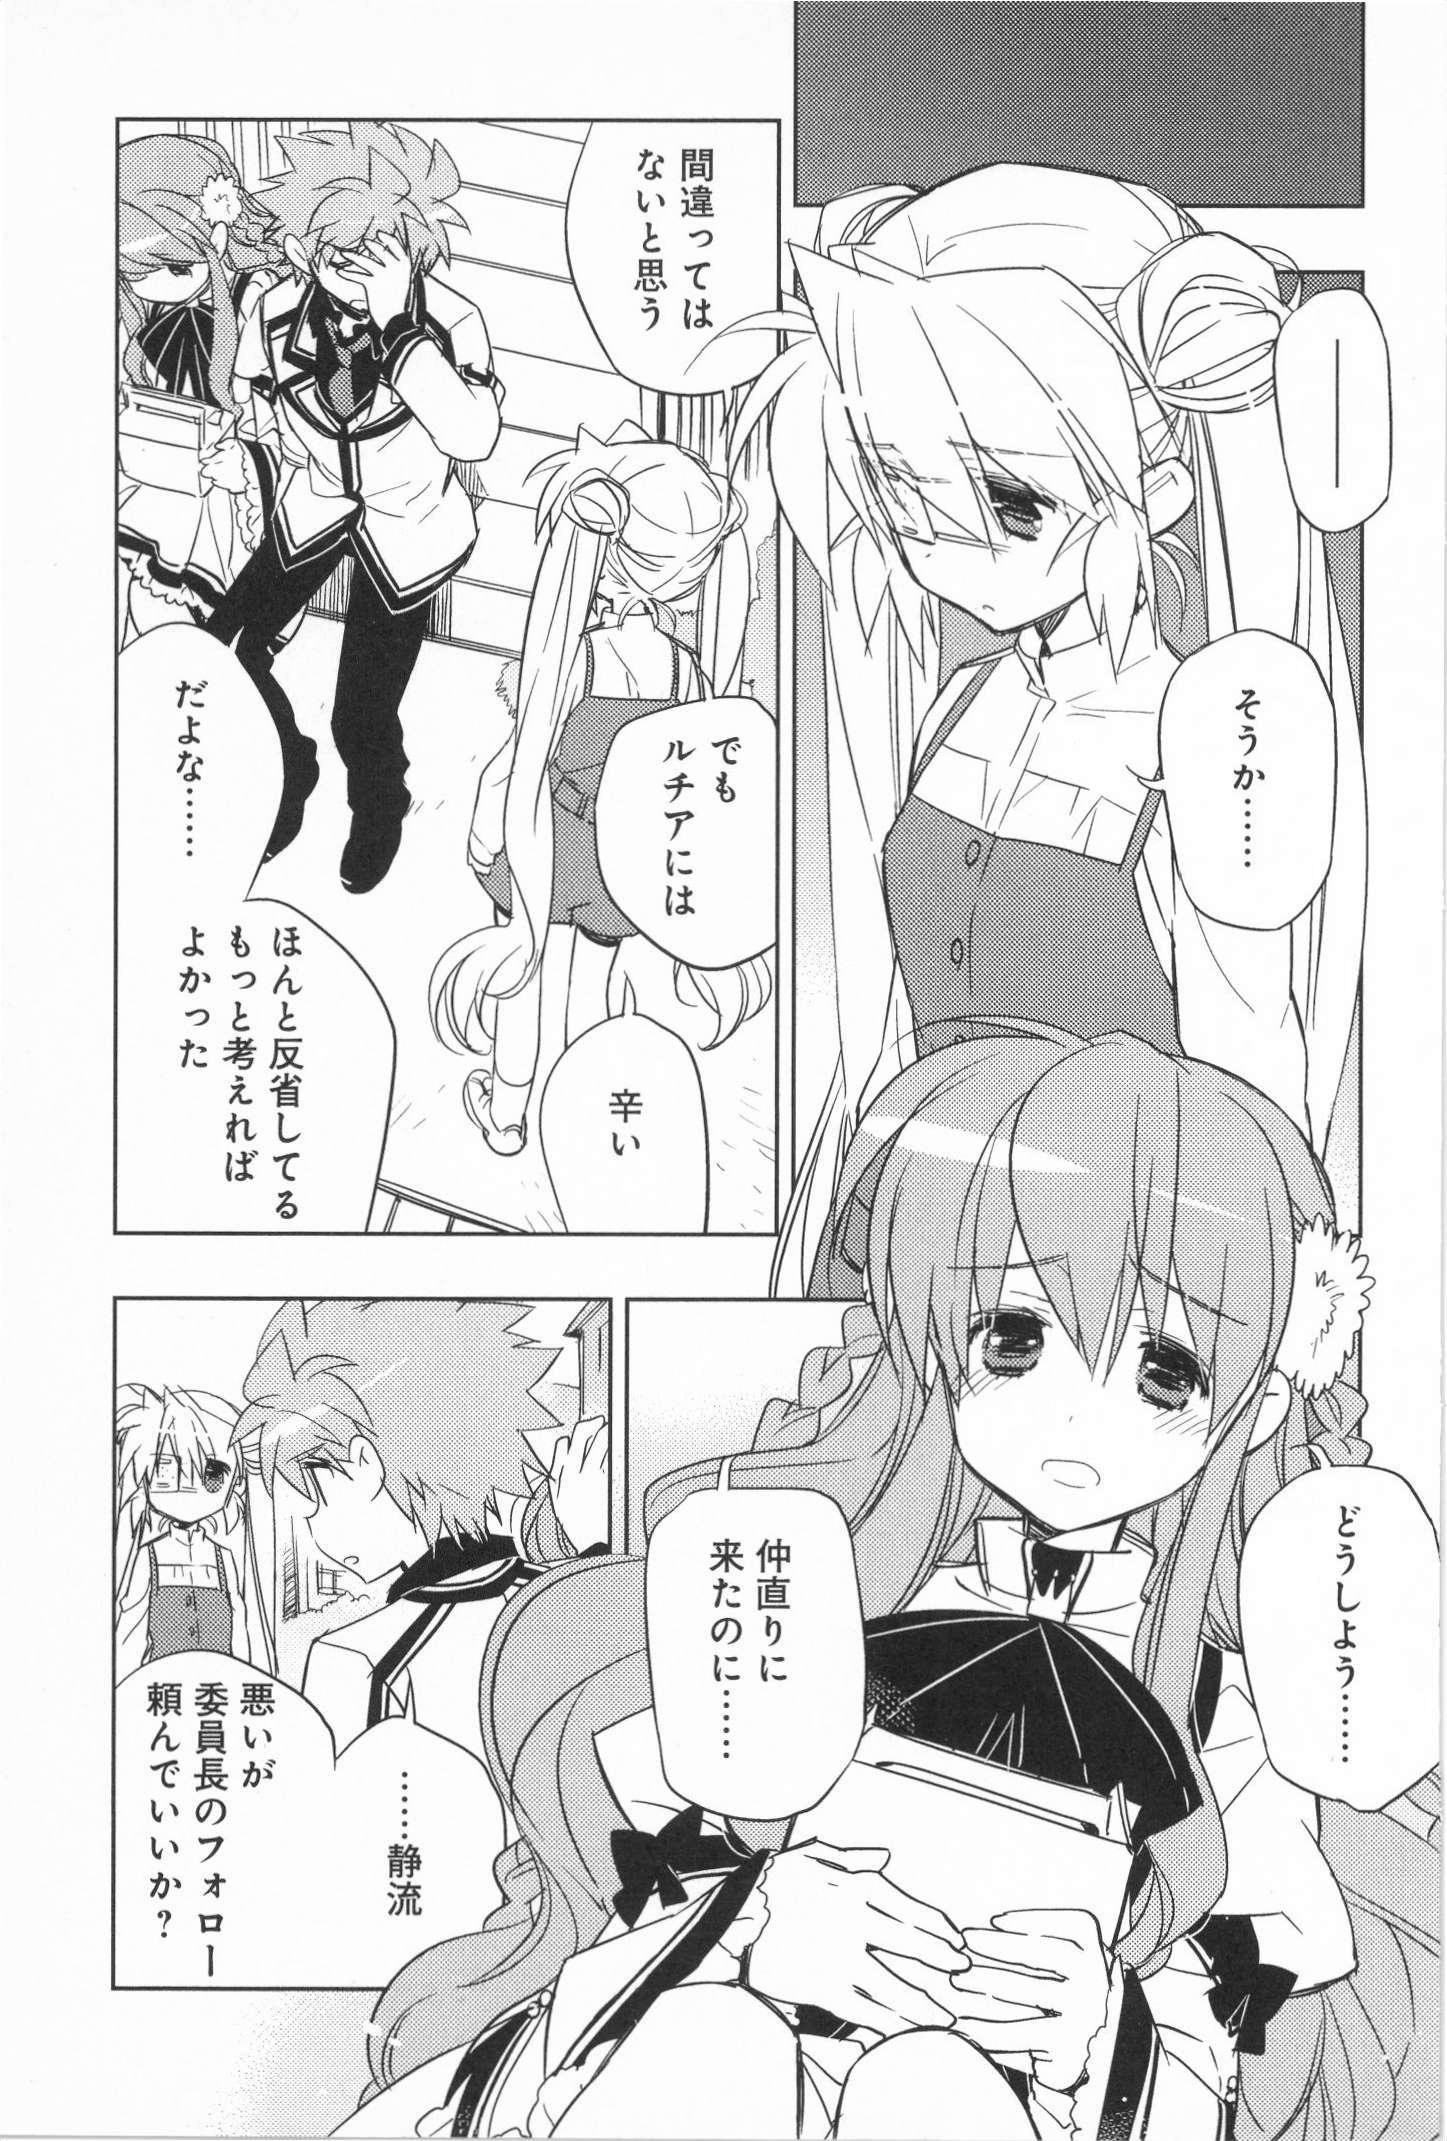 ――
そうか……
間違っては
ないと思う
でも
ルチアには
辛い
だよな……
ほんと反省してる
もっと考えれば
よかった
どうしよう……
仲直りに
来たのに……
……静流
悪いが
委員長のフォロー
頼んでいいか？